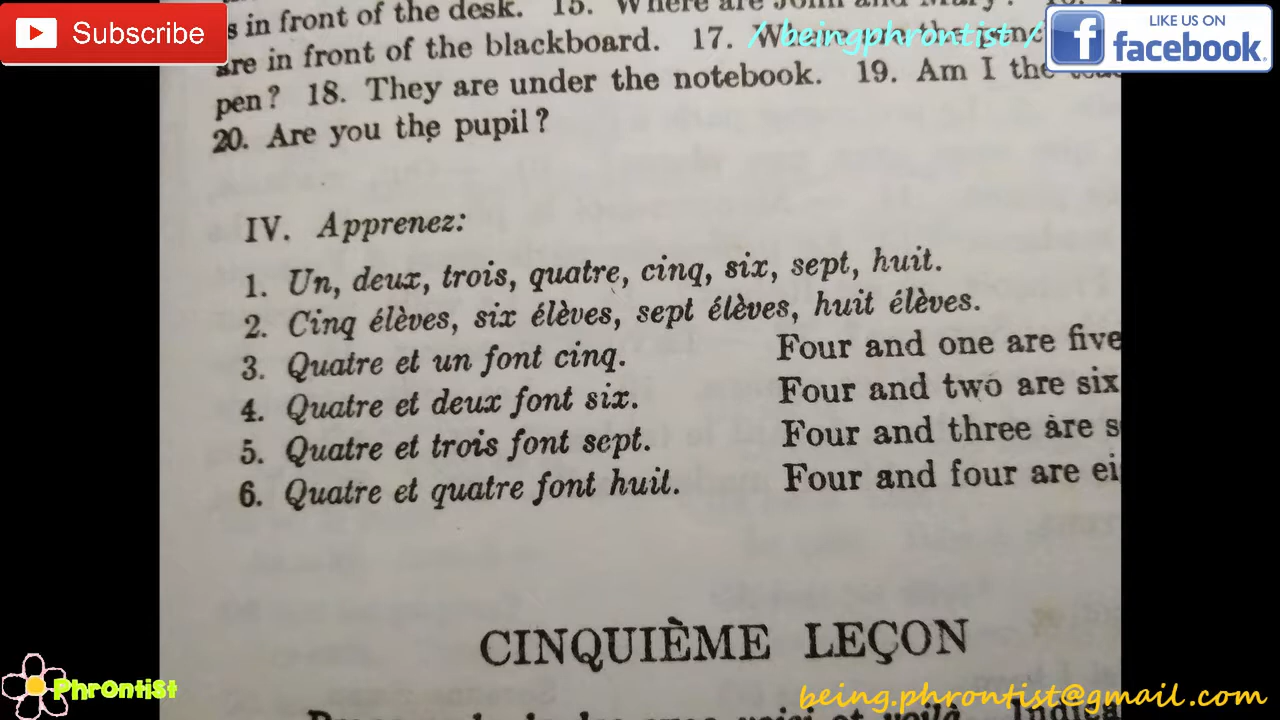 Subscribe
LIKE US ON
facebook
/beingphrontist/
s in front of the desk. 15. Where are John and Mary?
are in front of the blackboard. 17.
pen? 18. They are under the notebook. 19. Am I the
20. Are you the pupil?
IV. Apprenez:
1. Un, deux, trois, quatre, cinq, six, sept, huit.
2. Cinq élèves, six élèves, sept élèves, huit élèves.
3. Quatre et un font cinq. Four and one are five
4. Quatre et deux font six. Four and two are six
5. Quatre et trois font sept. Four and three are s
6. Quatre et quatre font huit. Four and four are ei
CINQUIÈME LEÇON
voici et voilà.
PhrOntiSt
being.phrontist@gmail.com